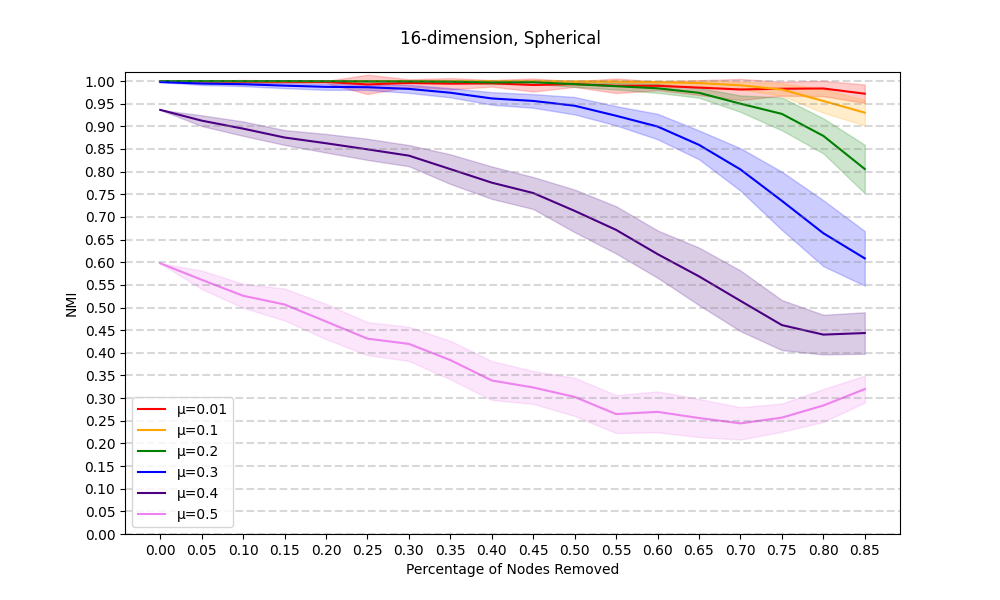 16-dimension, Spherical
1.00
0.95
0.90
0.85
0.80
0.75
0.70
0.65
0.60
0.55
0.50
0.45
0.40
0.35
0.30
0.25
0.20
0.15
0.10
0.05
0.00
NMI
μ=0.01
μ=0.1
μ=0.2
μ=0.3
μ=0.4
μ=0.5
0.00 0.05 0.10 0.15 0.20 0.25 0.30 0.35 0.40 0.45 0.50 0.55 0.60 0.65 0.70 0.75 0.80 0.85
Percentage of Nodes Removed